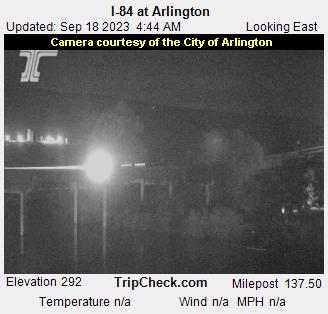 I-84 at Arlington
Updated: Sep 18 2023 4:44 AM Looking East
Camera courtesy of the City of Arlington
Elevation 292 TripCheck.com Milepost 137.50
Temperature n/a Wind n/a MPH n/a